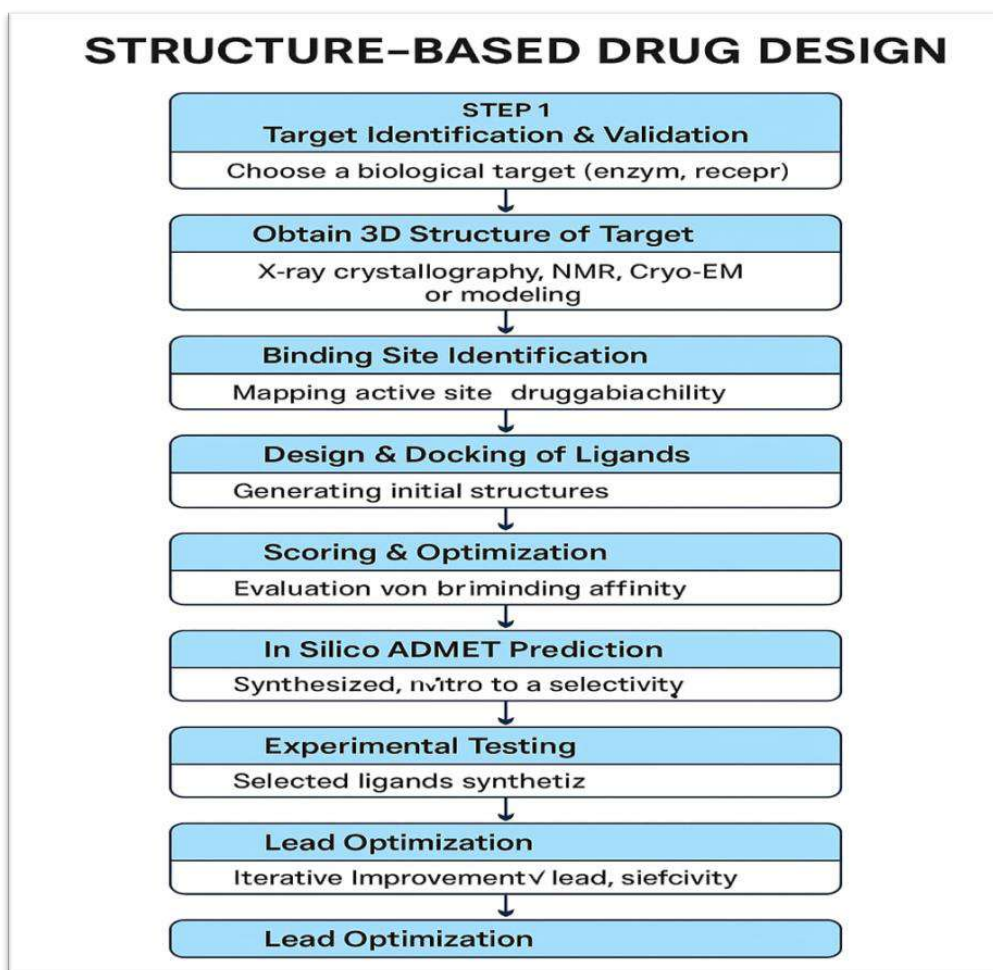 STRUCTURE-BASED DRUG DESIGN
STEP 1
Target Identification & Validation
Choose a biological target (enzym, recepr)
Obtain 3D Structure of Target
X-ray crystallography, NMR, Cryo-EM
or modeling
Binding Site Identification
Mapping active site druggabiachility
Design & Docking of Ligands
Generating initial structures
Scoring & Optimization
Evaluation von briminding affinity
In Silico ADMET Prediction
Synthesized, to a selectivity
Experimental Testing
Selected ligands synthetiz
Lead Optimization
Iterative Improvement√ lead, siefcivity
Lead Optimization